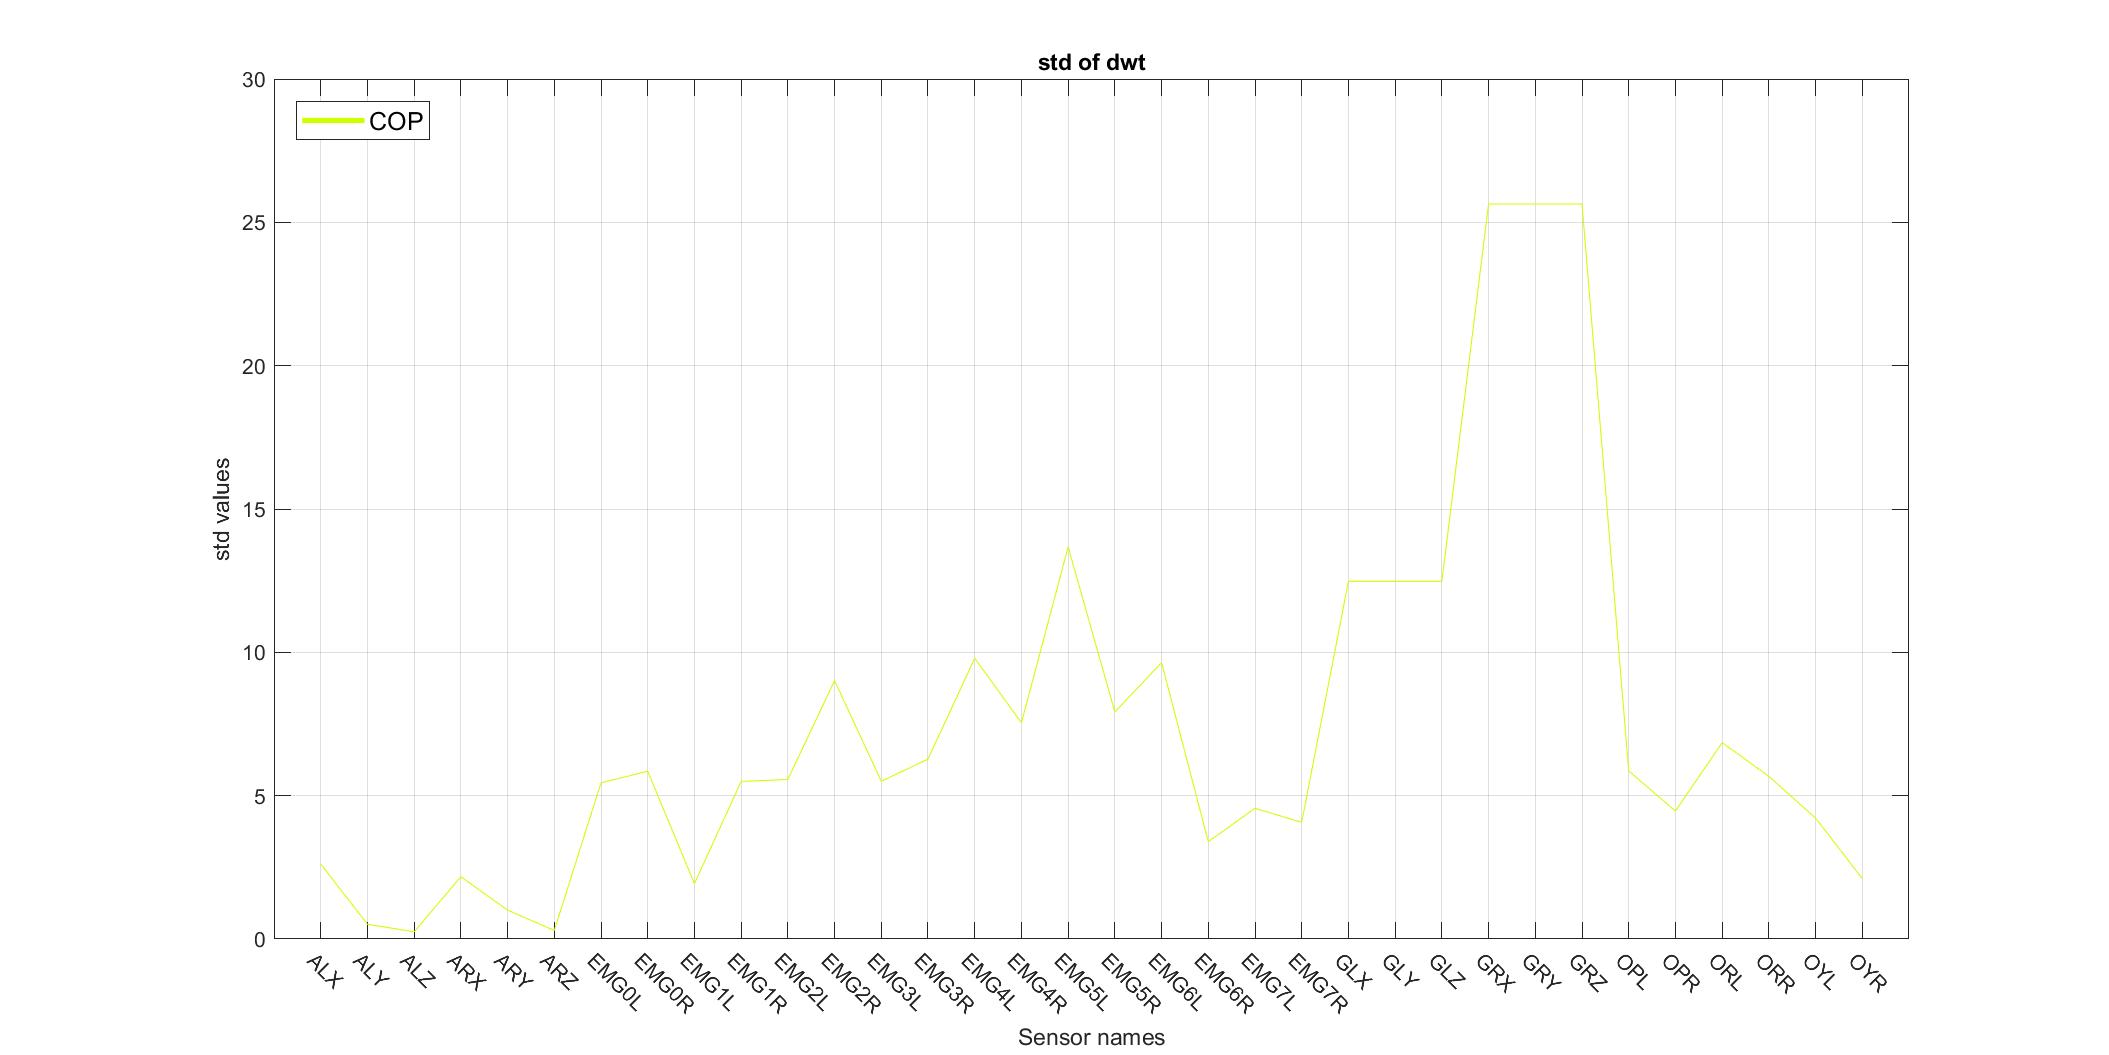 std of dwt
COP
30
25
20
15
10
5
0
std values
ALX
ALY
ALZ
ARX
ARY
ARZ
EMG0L
EMG0R
EMG1L
EMG1R
EMG2L
EMG2R
EMG3L
EMG3R
EMG4L
EMG4R
EMG5L
EMG5R
EMG6L
EMG6R
EMG7L
EMG7R
GLX
GLY
GLZ
GRX
GRY
GRZ
OPL
OPR
ORL
ORR
OYL
OYR
Sensor names